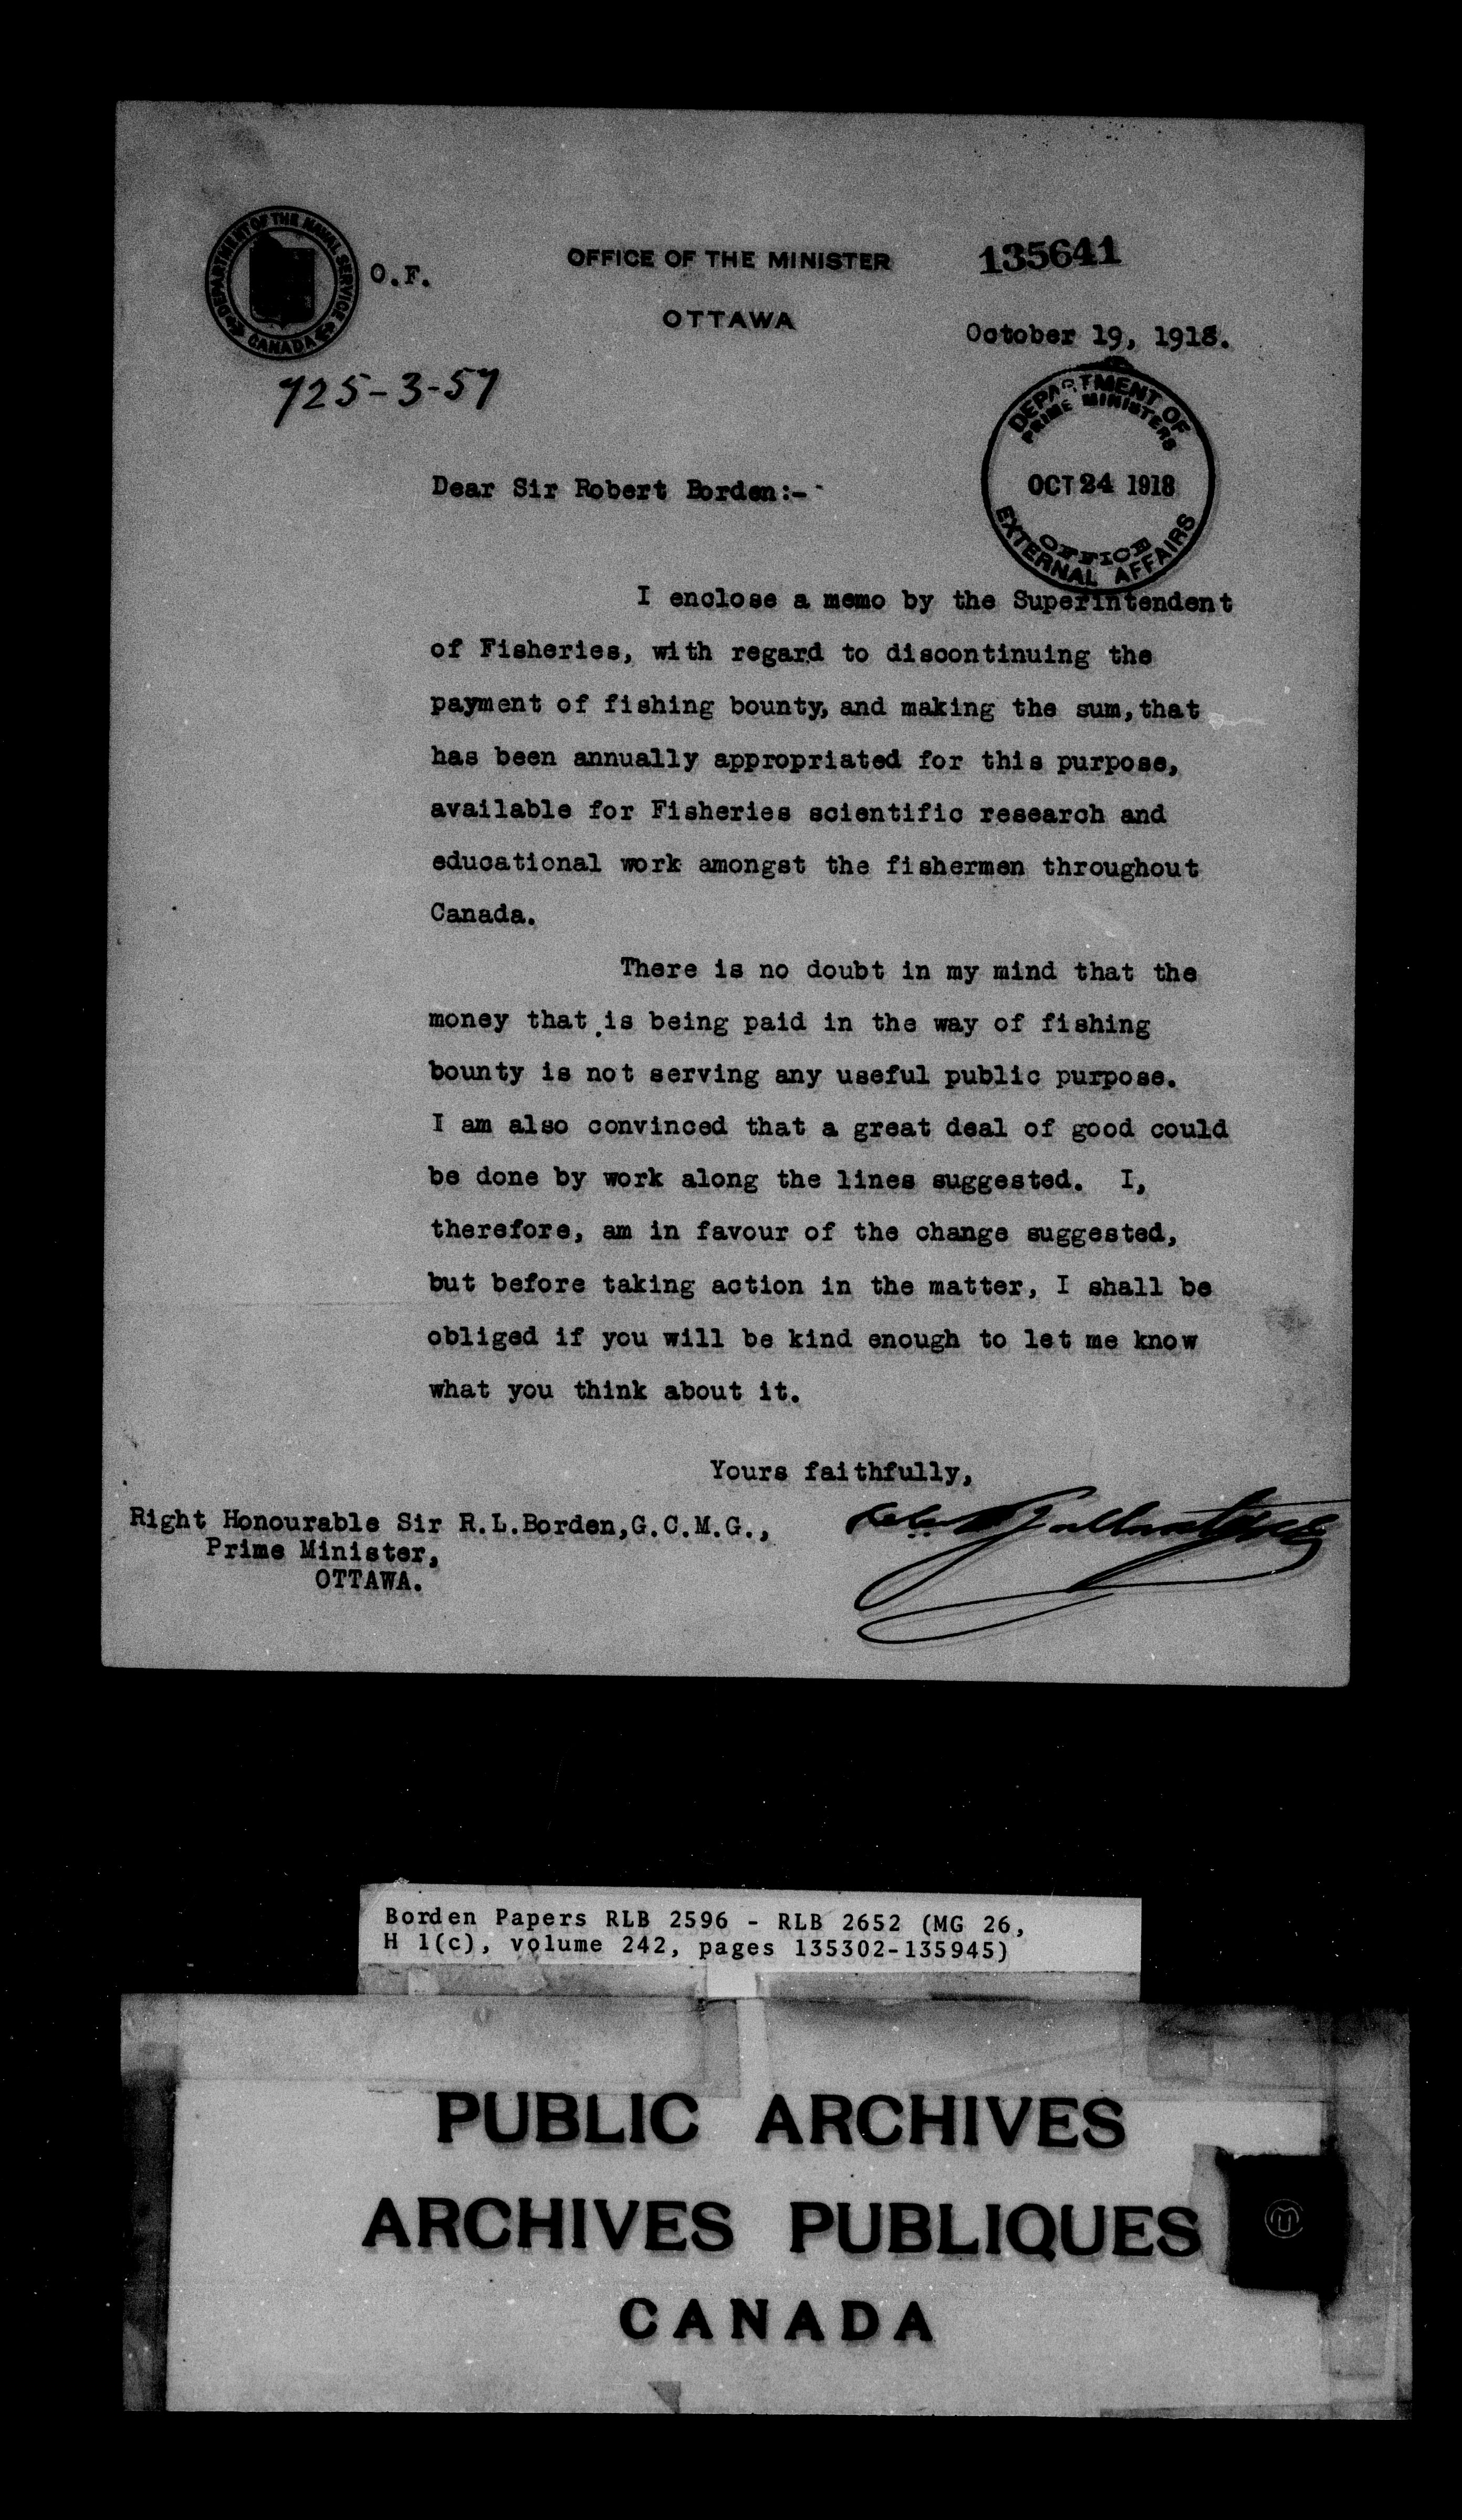 DEPARTMENT OF THE NAVAL SERVICE
CANADA
O.F.
OFFICE OF THE MINISTER
135641
OTTAWA
October 19, 1918.
725-3-57
DEPARTMENT OF
PRIME MINISTERS
OCT 24 1918
OFFICE
EXTERNAL AFFAIRS
Dear Sir Robert Borden:-
I enclose a memo by the Superintendent
of Fisheries, with regard to discontinuing the
payment of fishing bounty, and making the sum, that
has been annually appropriated for this purpose,
available for Fisheries scientific research and
educational work amongst the fishermen throughout
Canada.
There is no doubt in my mind that the
money that is being paid in the way of fishing
bounty is not serving any useful public purpose.
I am also convinced that a great deal of good could
be done by work along the lines suggested. I,
therefore, am in favour of the change suggested,
but before taking action in the matter, I shall be
obliged if you will be kind enough to let me know
what you think about it.
Yours faithfully,
Right Honourable Sir R.L.Borden,G.C.M.G.,
Prime Minister,
OTTAWA.
Borden Papers RLB 2596 - RLB 2652 (MG 26,
H 1(c), volume 242, pages 135302-135945)
PUBLIC ARCHIVES
ARCHIVES PUBLIQUES
CANADA